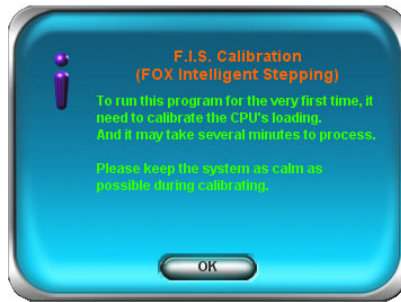 F.I.S. Calibration
(FOX Intelligent Stepping)
To run this program for the very first time, it
need to calibrate the CPU's loading.
And it may take several minutes to process.
Please keep the system as calm as
possible during calibrating.
OK